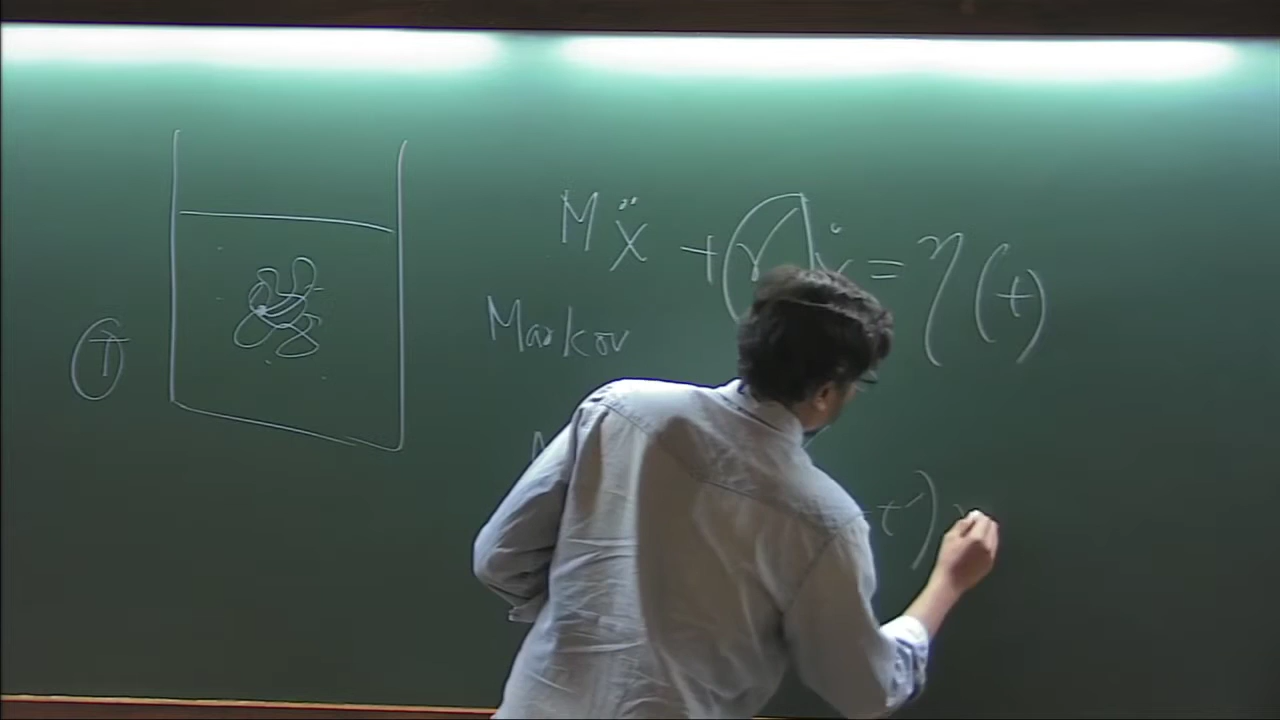 M ẍ + (γ) ẋ = η(t)
Markov
T
t')